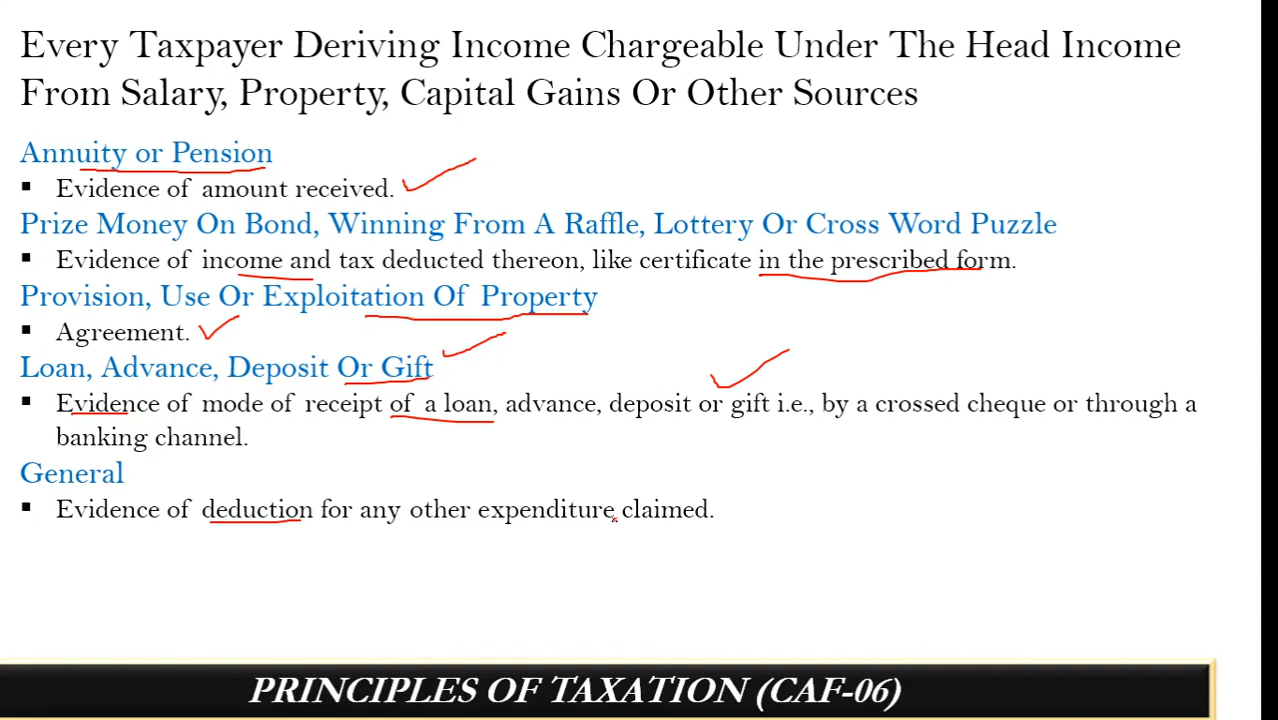 Every Taxpayer Deriving Income Chargeable Under The Head Income
From Salary, Property, Capital Gains Or Other Sources
Annuity or Pension
▪ Evidence of amount received.
Prize Money On Bond, Winning From A Raffle, Lottery Or Cross Word Puzzle
▪ Evidence of income and tax deducted thereon, like certificate in the prescribed form.
Provision, Use Or Exploitation Of Property
▪ Agreement.
Loan, Advance, Deposit Or Gift
▪ Evidence of mode of receipt of a loan, advance, deposit or gift i.e., by a crossed cheque or through a
banking channel.
General
▪ Evidence of deduction for any other expenditure claimed.
PRINCIPLES OF TAXATION (CAF-06)